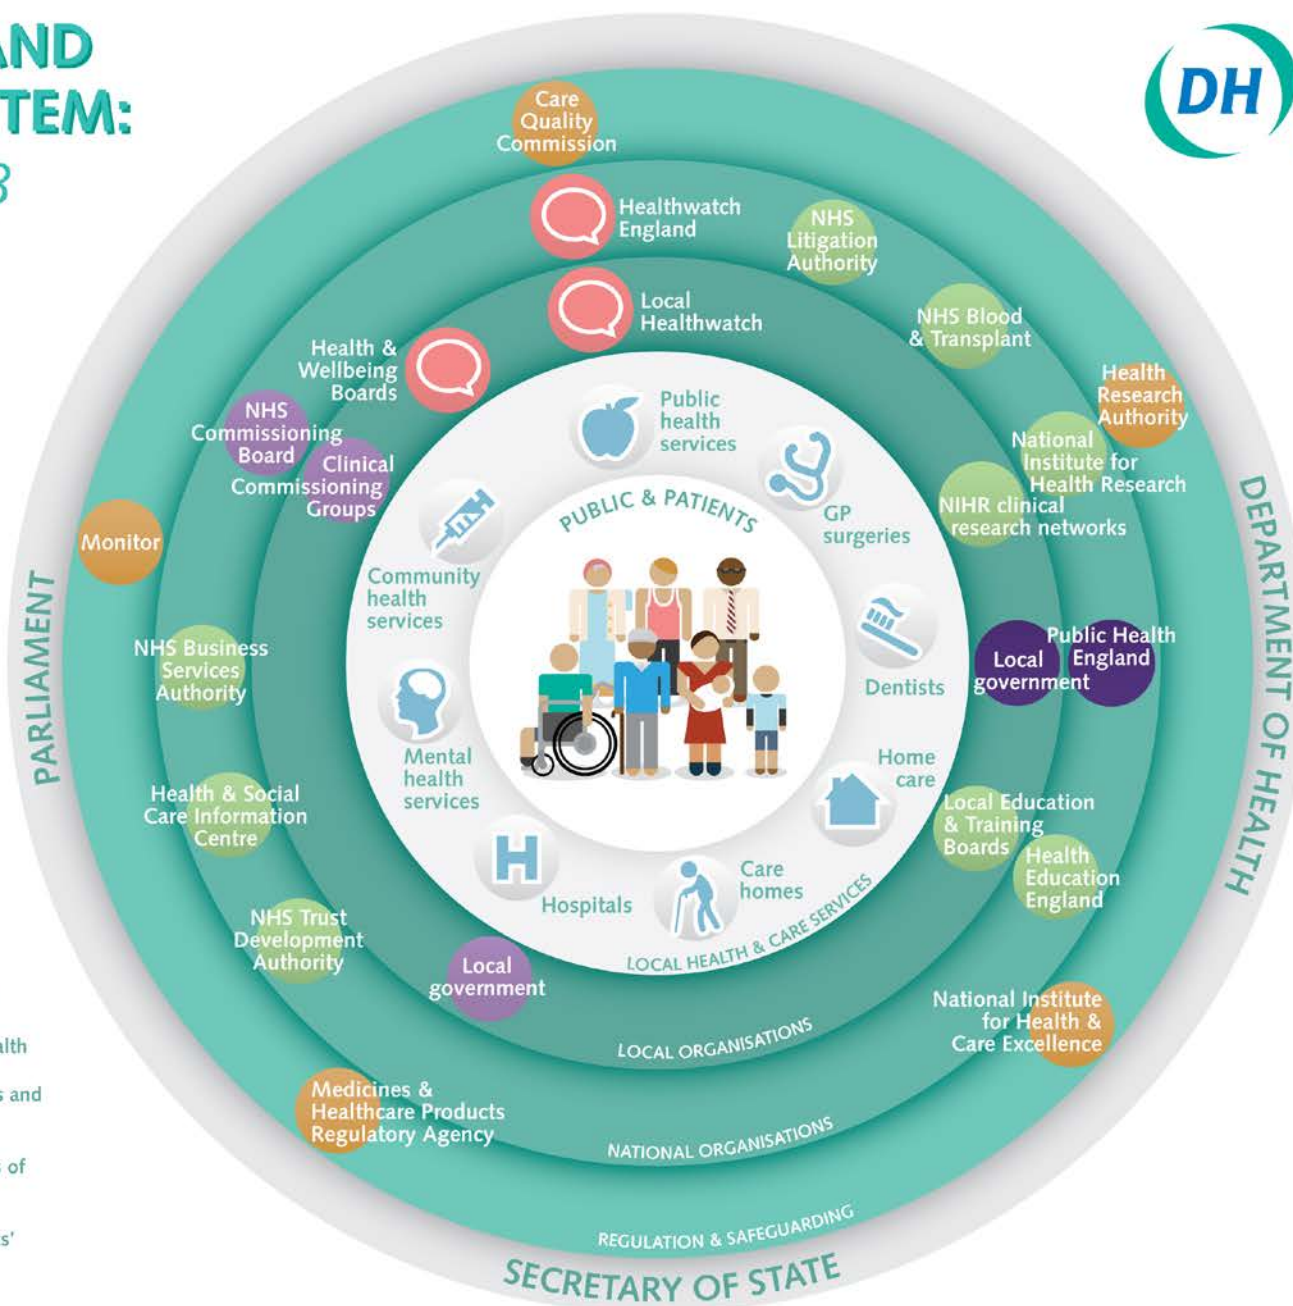 AND
STEM:
DH
Care
Quality
Commission
Healthwatch
England
NHS
Litigation
Authority
Local
Healthwatch
NHS Blood
& Transplant
Health &
Wellbeing
Boards
Health
Research
Authority
NHS
Commissioning
Board
Clinical
Commissioning
Groups
National
Institute for
Health Research
NIHR clinical
research networks
Public
health
services
GP
surgeries
PUBLIC & PATIENTS
Monitor
Community
health
services
Dentists
PARLIAMENT
DEPARTMENT OF HEALTH
NHS Business
Services
Authority
Local
government
Public Health
England
Mental
health
services
Home
care
Health & Social
Care Information
Centre
Local Education
& Training
Boards
Health
Education
England
Hospitals
Care
homes
LOCAL HEALTH & CARE SERVICES
NHS Trust
Development
Authority
Local
government
National Institute
for Health &
Care Excellence
LOCAL ORGANISATIONS
Medicines &
Healthcare Products
Regulatory Agency
NATIONAL ORGANISATIONS
REGULATION & SAFEGUARDING
SECRETARY OF STATE
alth
s and
s of
ts'